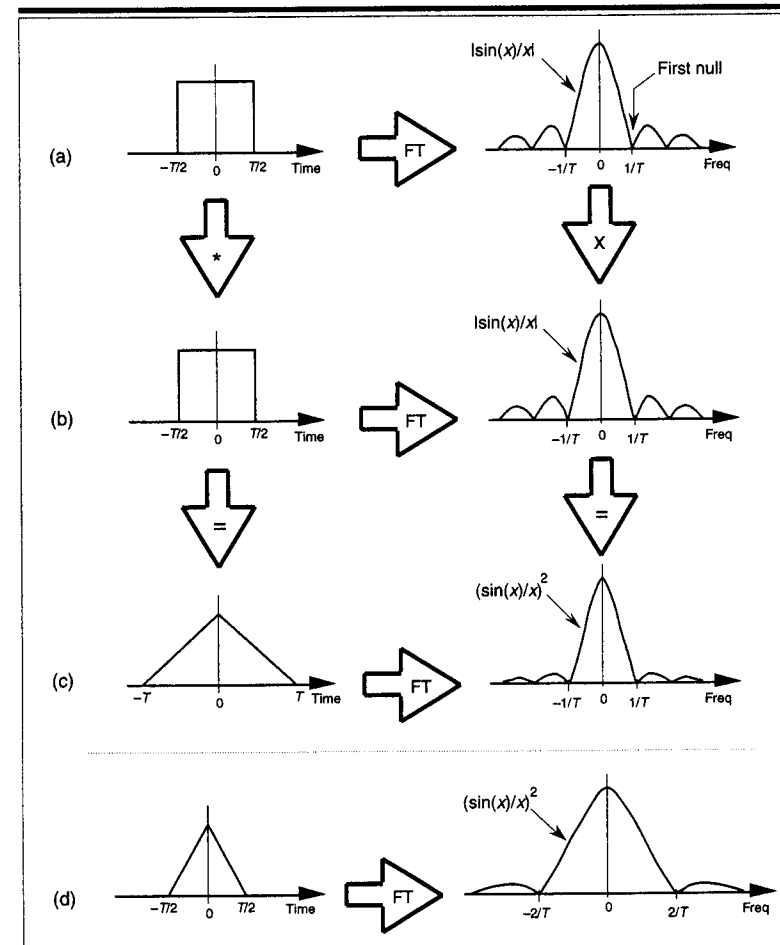 |sin(x)/x|
First null
(a)
FT
−T/2 0 T/2 Time
−1/T 0 1/T Freq
*
X
|sin(x)/x|
(b)
FT
−T/2 0 T/2 Time
−1/T 0 1/T Freq
=
=
(sin(x)/x)²
(c)
FT
−T 0 T Time
−1/T 0 1/T Freq
(sin(x)/x)²
(d)
FT
−T/2 0 T/2 Time
−2/T 0 2/T Freq